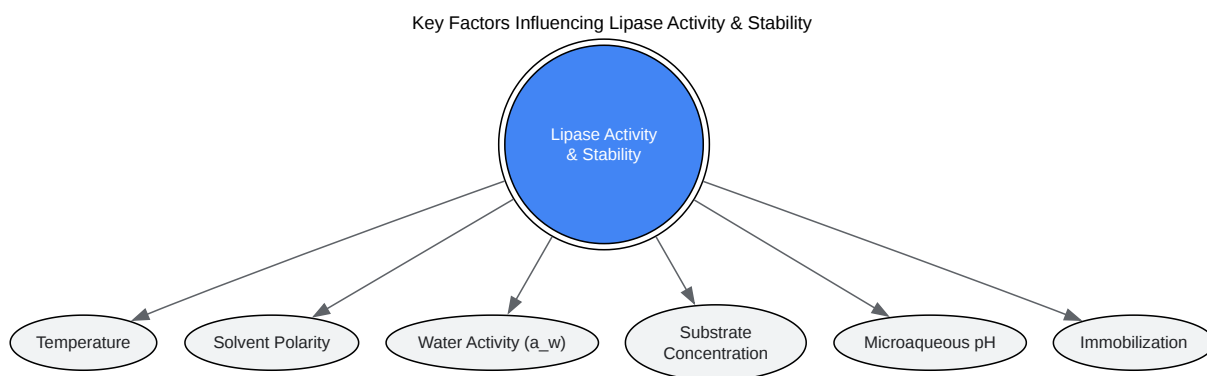 Key Factors Influencing Lipase Activity & Stability
Lipase Activity
& Stability
Temperature
Solvent Polarity
Water Activity (a_w)
Substrate
Concentration
Microaqueous pH
Immobilization